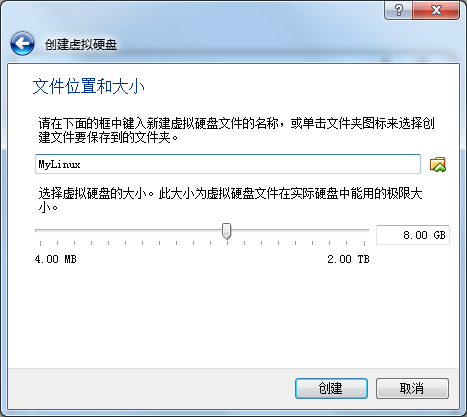 创建虚拟硬盘
文件位置和大小
请在下面的框中键入新建虚拟硬盘文件的名称，或单击文件夹图标来选择创
建文件要保存到的文件夹。
MyLinux
选择虚拟硬盘的大小。此大小为虚拟硬盘文件在实际硬盘中能用的极限大
小。
8.00 GB
4.00 MB 2.00 TB
创建 取消